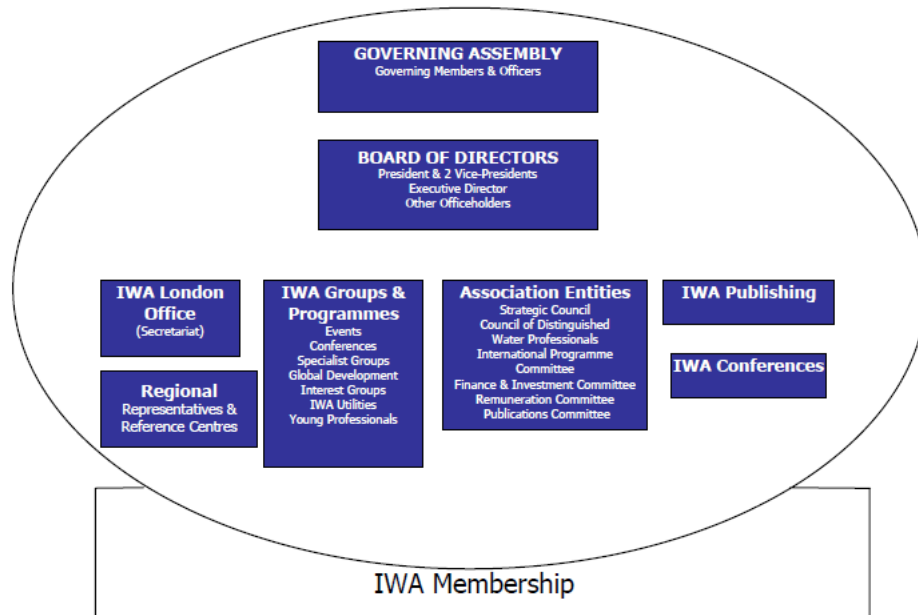 GOVERNING ASSEMBLY
Governing Members & Officers
BOARD OF DIRECTORS
President & 2 Vice-Presidents
Executive Director
Other Officeholders
IWA London
Office
(Secretariat)
Regional
Representatives &
Reference Centres
IWA Groups &
Programmes
Events
Conferences
Specialist Groups
Global Development
Interest Groups
IWA Utilities
Young Professionals
Association Entities
Strategic Council
Council of Distinguished
Water Professionals
International Programme
Committee
Finance & Investment Committee
Remuneration Committee
Publications Committee
IWA Publishing
IWA Conferences
IWA Membership